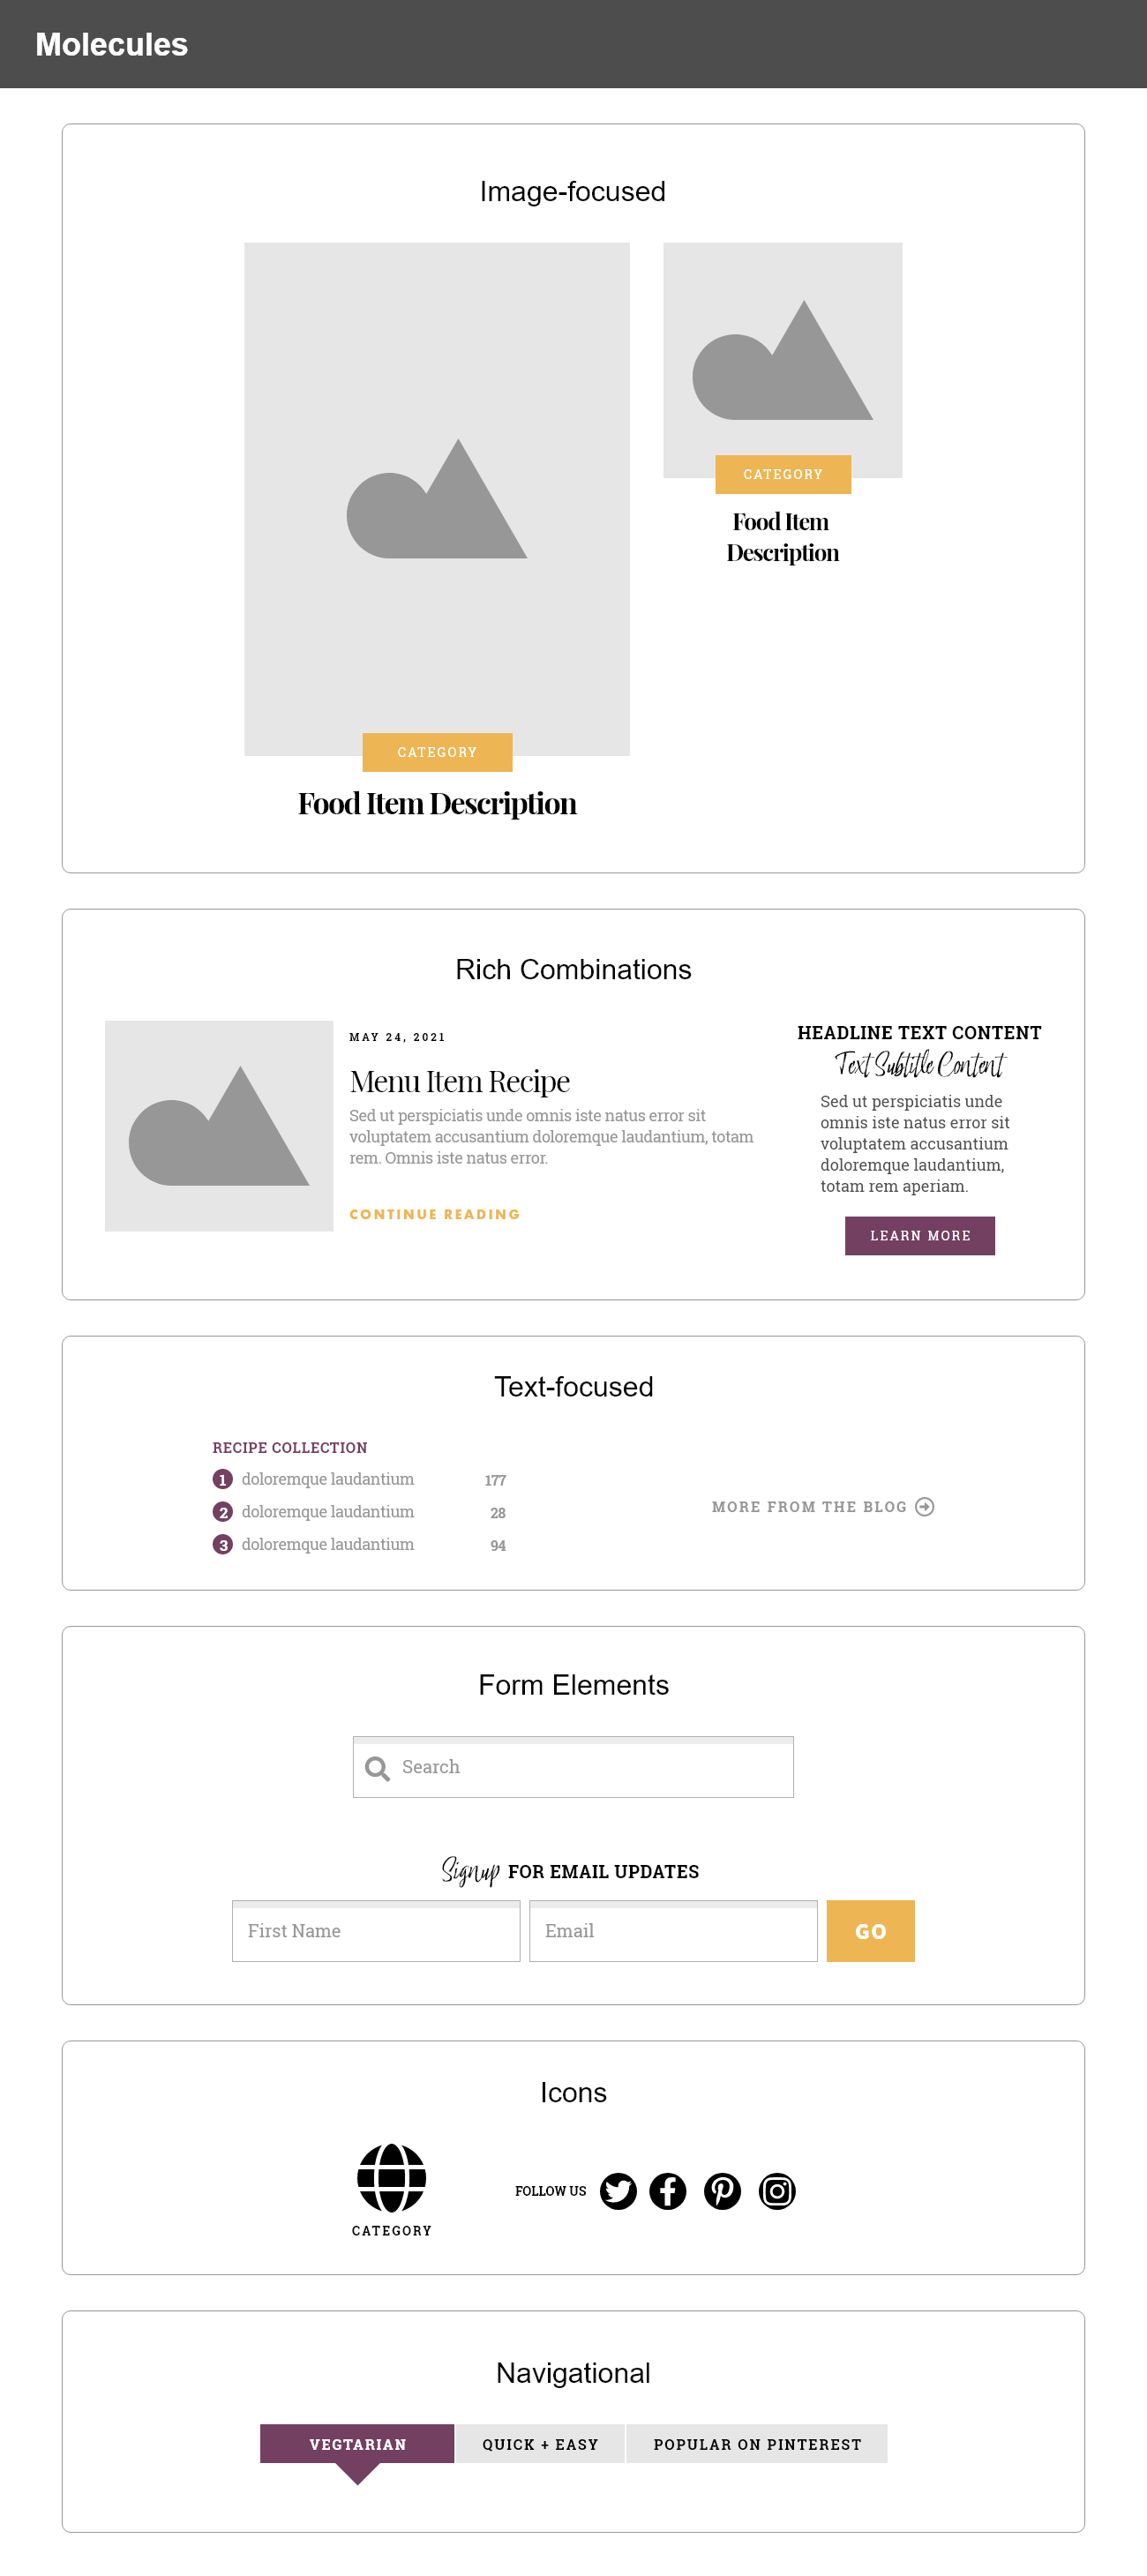 Molecules
Image-focused
CATEGORY
Food Item Description
CATEGORY
Food Item
Description
Rich Combinations
MAY 24, 2021
Menu Item Recipe
Sed ut perspiciatis unde omnis iste natus error sit
voluptatem accusantium doloremque laudantium, totam
rem. Omnis iste natus error.
CONTINUE READING
HEADLINE TEXT CONTENT
Text Subtitle Content
Sed ut perspiciatis unde
omnis iste natus error sit
voluptatem accusantium
doloremque laudantium,
totam rem aperiam.
LEARN MORE
Text-focused
RECIPE COLLECTION
1 doloremque laudantium 177
2 doloremque laudantium 28
3 doloremque laudantium 94
MORE FROM THE BLOG
Form Elements
Search
Signup FOR EMAIL UPDATES
First Name Email GO
Icons
CATEGORY
FOLLOW US
Navigational
VEGTARIAN QUICK + EASY POPULAR ON PINTEREST